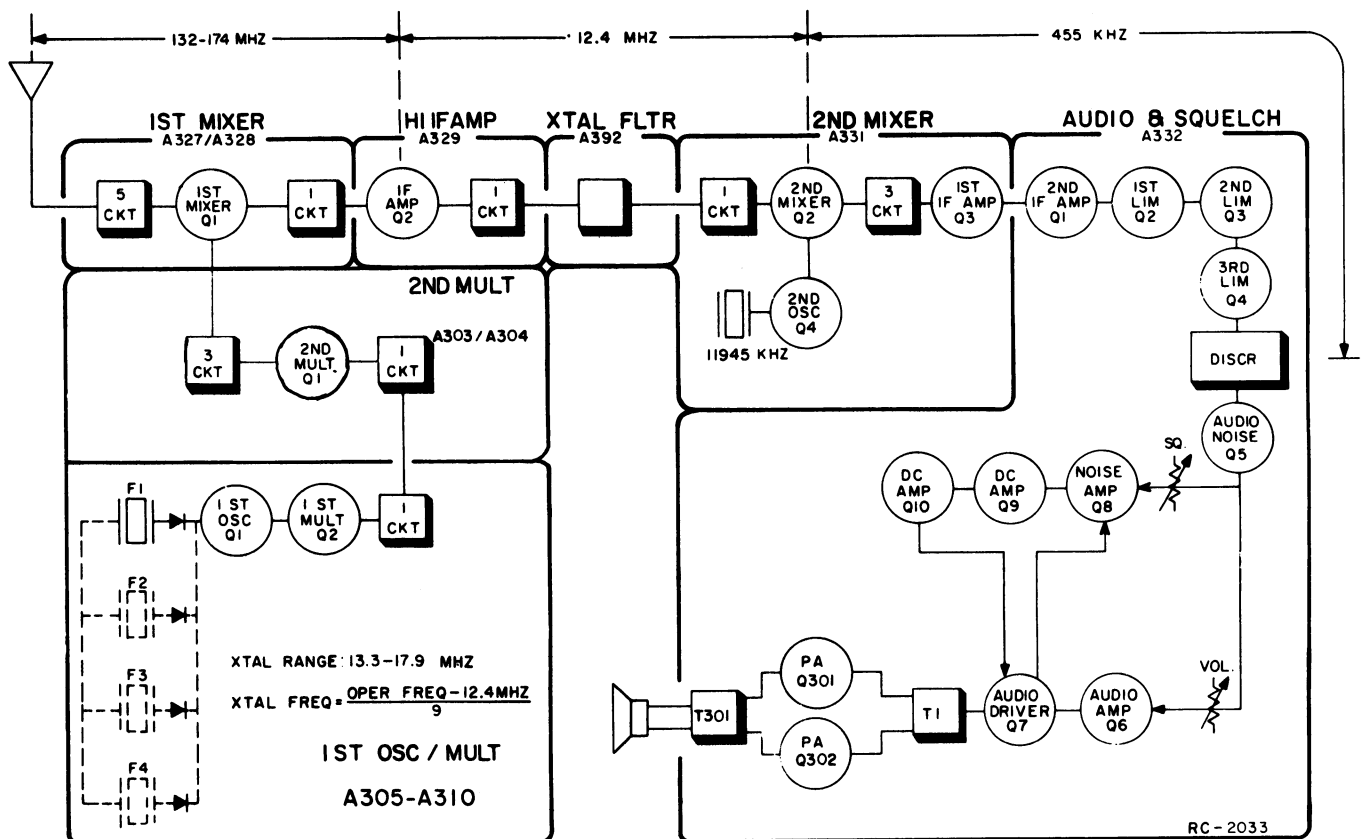 132-174 MHZ
12.4 MHZ
455 KHZ
1ST MIXER
A327/A328
HI IF AMP
A329
XTAL FLTR
A392
2ND MIXER
A331
AUDIO & SQUELCH
A332
5
CKT
1ST
MIXER
Q1
1
CKT
IF
AMP
Q2
1
CKT
1
CKT
2ND
MIXER
Q2
3
CKT
1ST
IF AMP
Q3
2ND
IF AMP
Q1
1ST
LIM
Q2
2ND
LIM
Q3
3RD
LIM
Q4
DISCR
AUDIO
NOISE
Q5
2ND
OSC
Q4
11945 KHZ
2ND MULT
A303/A304
3
CKT
2ND
MULT
Q1
1
CKT
F1
1 ST
OSC
Q1
1 ST
MULT
Q2
1
CKT
F2
F3
F4
XTAL RANGE: 13.3-17.9 MHZ
XTAL FREQ = OPER FREQ-12.4MHZ
9
1ST OSC / MULT
A305-A310
SQ.
DC
AMP
Q10
DC
AMP
Q9
NOISE
AMP
Q8
VOL.
T301
PA
Q301
PA
Q302
T1
AUDIO
DRIVER
Q7
AUDIO
AMP
Q6
RC-2033